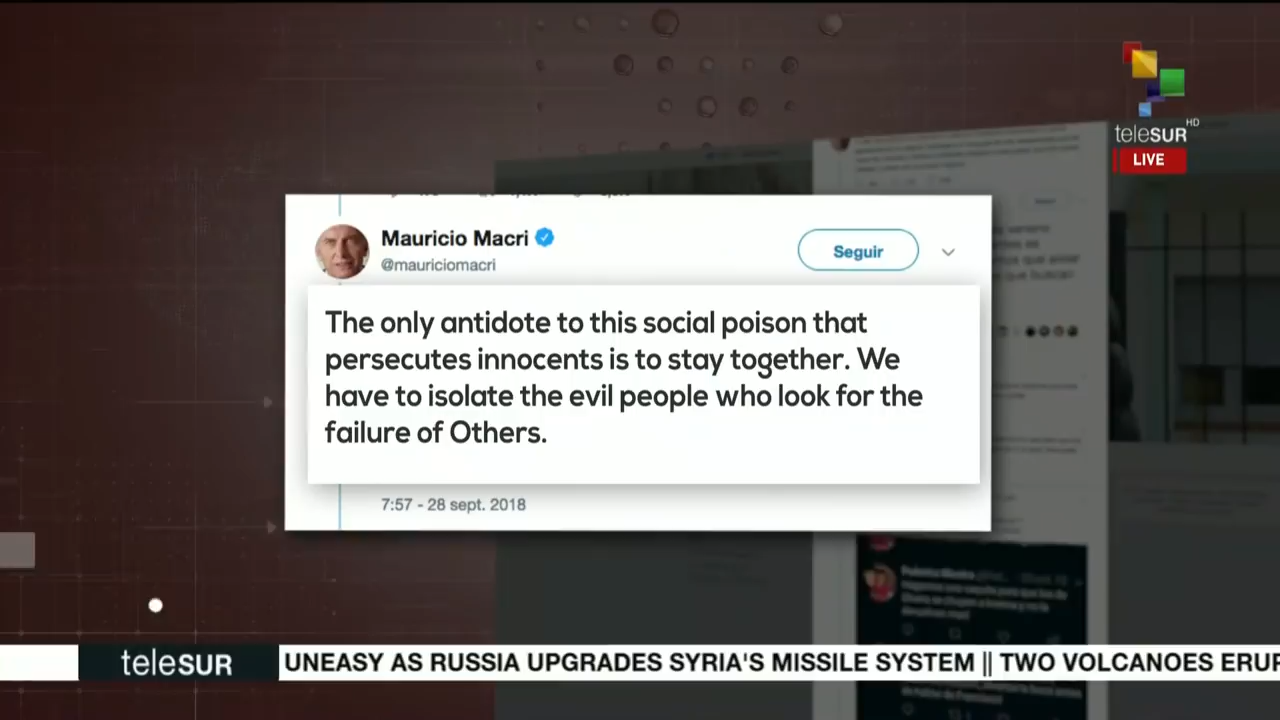 teleSUR HD
LIVE
Mauricio Macri
@mauriciomacri
Seguir
The only antidote to this social poison that
persecutes innocents is to stay together. We
have to isolate the evil people who look for the
failure of Others.
7:57 - 28 sept. 2018
teleSUR
UNEASY AS RUSSIA UPGRADES SYRIA'S MISSILE SYSTEM || TWO VOLCANOES ERUP